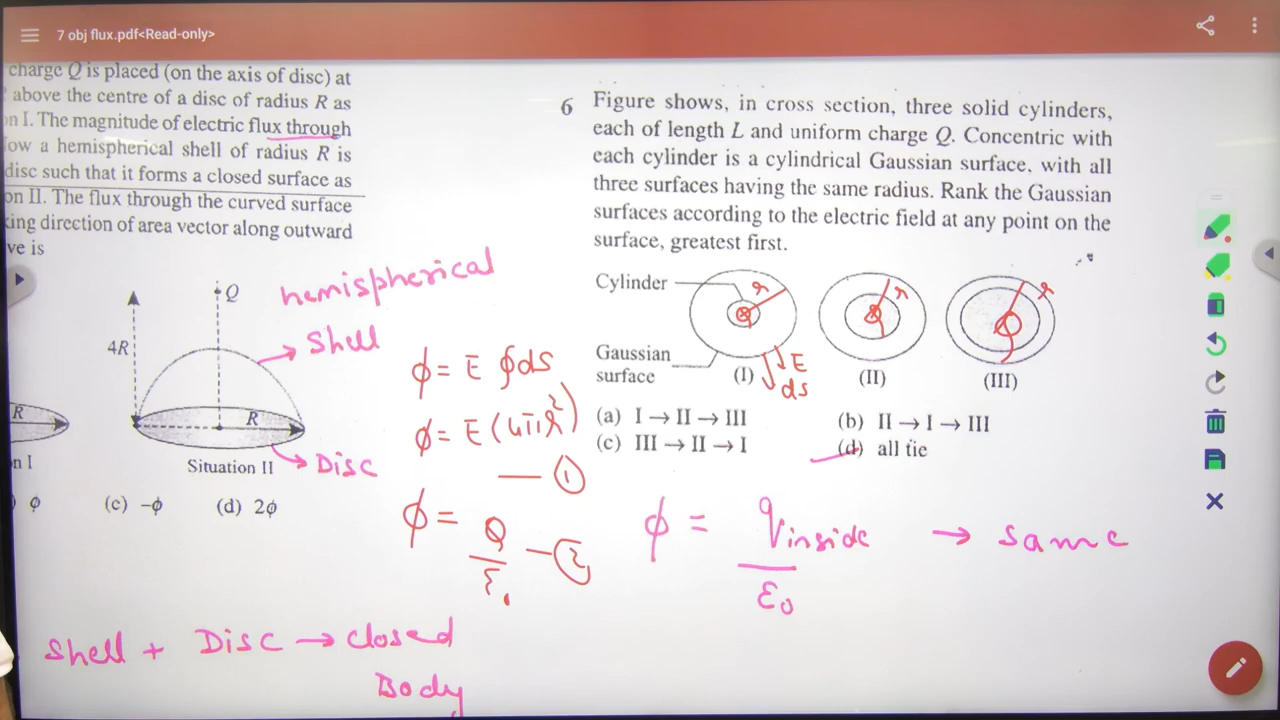 7 obj flux.pdf<Read-only>
charge Q is placed (on the axis of disc) at
above the centre of a disc of radius R as
on I. The magnitude of electric flux through
ow a hemispherical shell of radius R is
disc such that it forms a closed surface as
on II. The flux through the curved surface
king direction of area vector along outward
ve is
Q
4R
R
R
n I
Situation II
hemispherical
Shell
Disc
φ
(c) -φ
(d) 2φ
Shell + Disc → closed
Body
φ = E ∮ds
φ = E (4πr²)
— ①
φ = Q/ε₀ — ②
6 Figure shows, in cross section, three solid cylinders,
each of length L and uniform charge Q. Concentric with
each cylinder is a cylindrical Gaussian surface, with all
three surfaces having the same radius. Rank the Gaussian
surfaces according to the electric field at any point on the
surface, greatest first.
Cylinder
r
r
r
Gaussian
surface
(I)
(II)
(III)
E
ds
(a) I → II → III
(b) II → I → III
(c) III → II → I
(d) all tie
φ = q inside / ε₀ → same